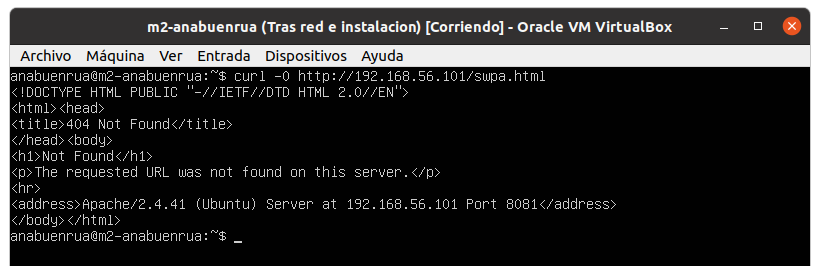 m2-anabuenrua (Tras red e instalacion) [Corriendo] - Oracle VM VirtualBox
Archivo Máquina Ver Entrada Dispositivos Ayuda
anabuenrua@m2-anabuenrua:~$ curl -0 http://192.168.56.101/swpa.html
<!DOCTYPE HTML PUBLIC "-//IETF//DTD HTML 2.0//EN">
<html><head>
<title>404 Not Found</title>
</head><body>
<h1>Not Found</h1>
<p>The requested URL was not found on this server.</p>
<hr>
<address>Apache/2.4.41 (Ubuntu) Server at 192.168.56.101 Port 8081</address>
</body></html>
anabuenrua@m2-anabuenrua:~$ _